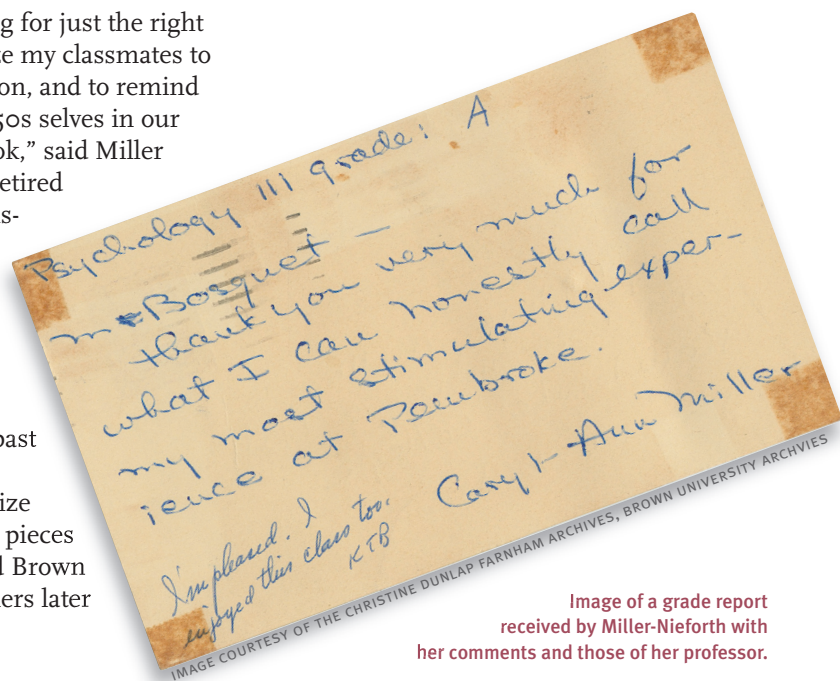 g for just the right
ze my classmates to
on, and to remind
50s selves in our
ok,” said Miller
etired
s-
past
ize
pieces
d Brown
ers later
Psychology 111 grade: A
Bosquet —
thank you very much for
what I can honestly call
my most stimulating exper-
ience at Pembroke.
Caryl-Ann Miller
I'm pleased. I
enjoyed this class too.
KTB
IMAGE COURTESY OF THE CHRISTINE DUNLAP FARNHAM ARCHIVES, BROWN UNIVERSITY ARCHVIES
Image of a grade report
received by Miller-Nieforth with
her comments and those of her professor.